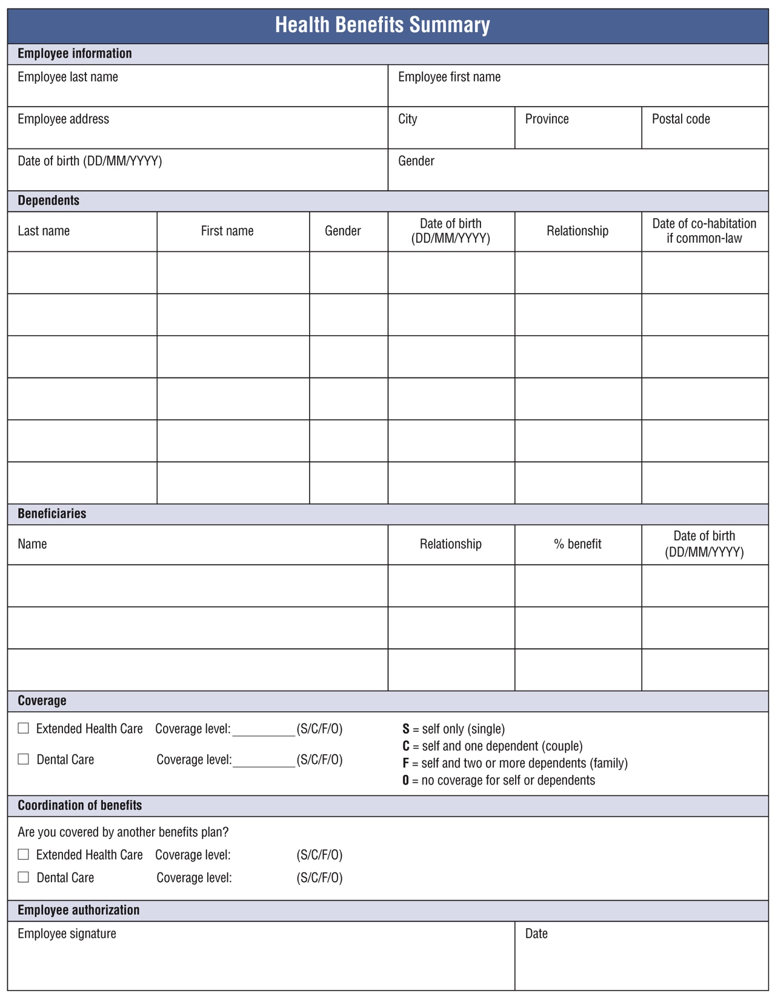 Health Benefits Summary
Employee information
Employee last name
Employee first name
Employee address
City
Province
Postal code
Date of birth (DD/MM/YYYY)
Gender
Dependents
Last name
First name
Gender
Date of birth
(DD/MM/YYYY)
Relationship
Date of co-habitation
if common-law
Beneficiaries
Name
Relationship
% benefit
Date of birth
(DD/MM/YYYY)
Coverage
Extended Health Care Coverage level:__________(S/C/F/O)
Dental Care Coverage level:__________(S/C/F/O)
S = self only (single)
C = self and one dependent (couple)
F = self and two or more dependents (family)
O = no coverage for self or dependents
Coordination of benefits
Are you covered by another benefits plan?
Extended Health Care Coverage level: (S/C/F/O)
Dental Care Coverage level: (S/C/F/O)
Employee authorization
Employee signature
Date